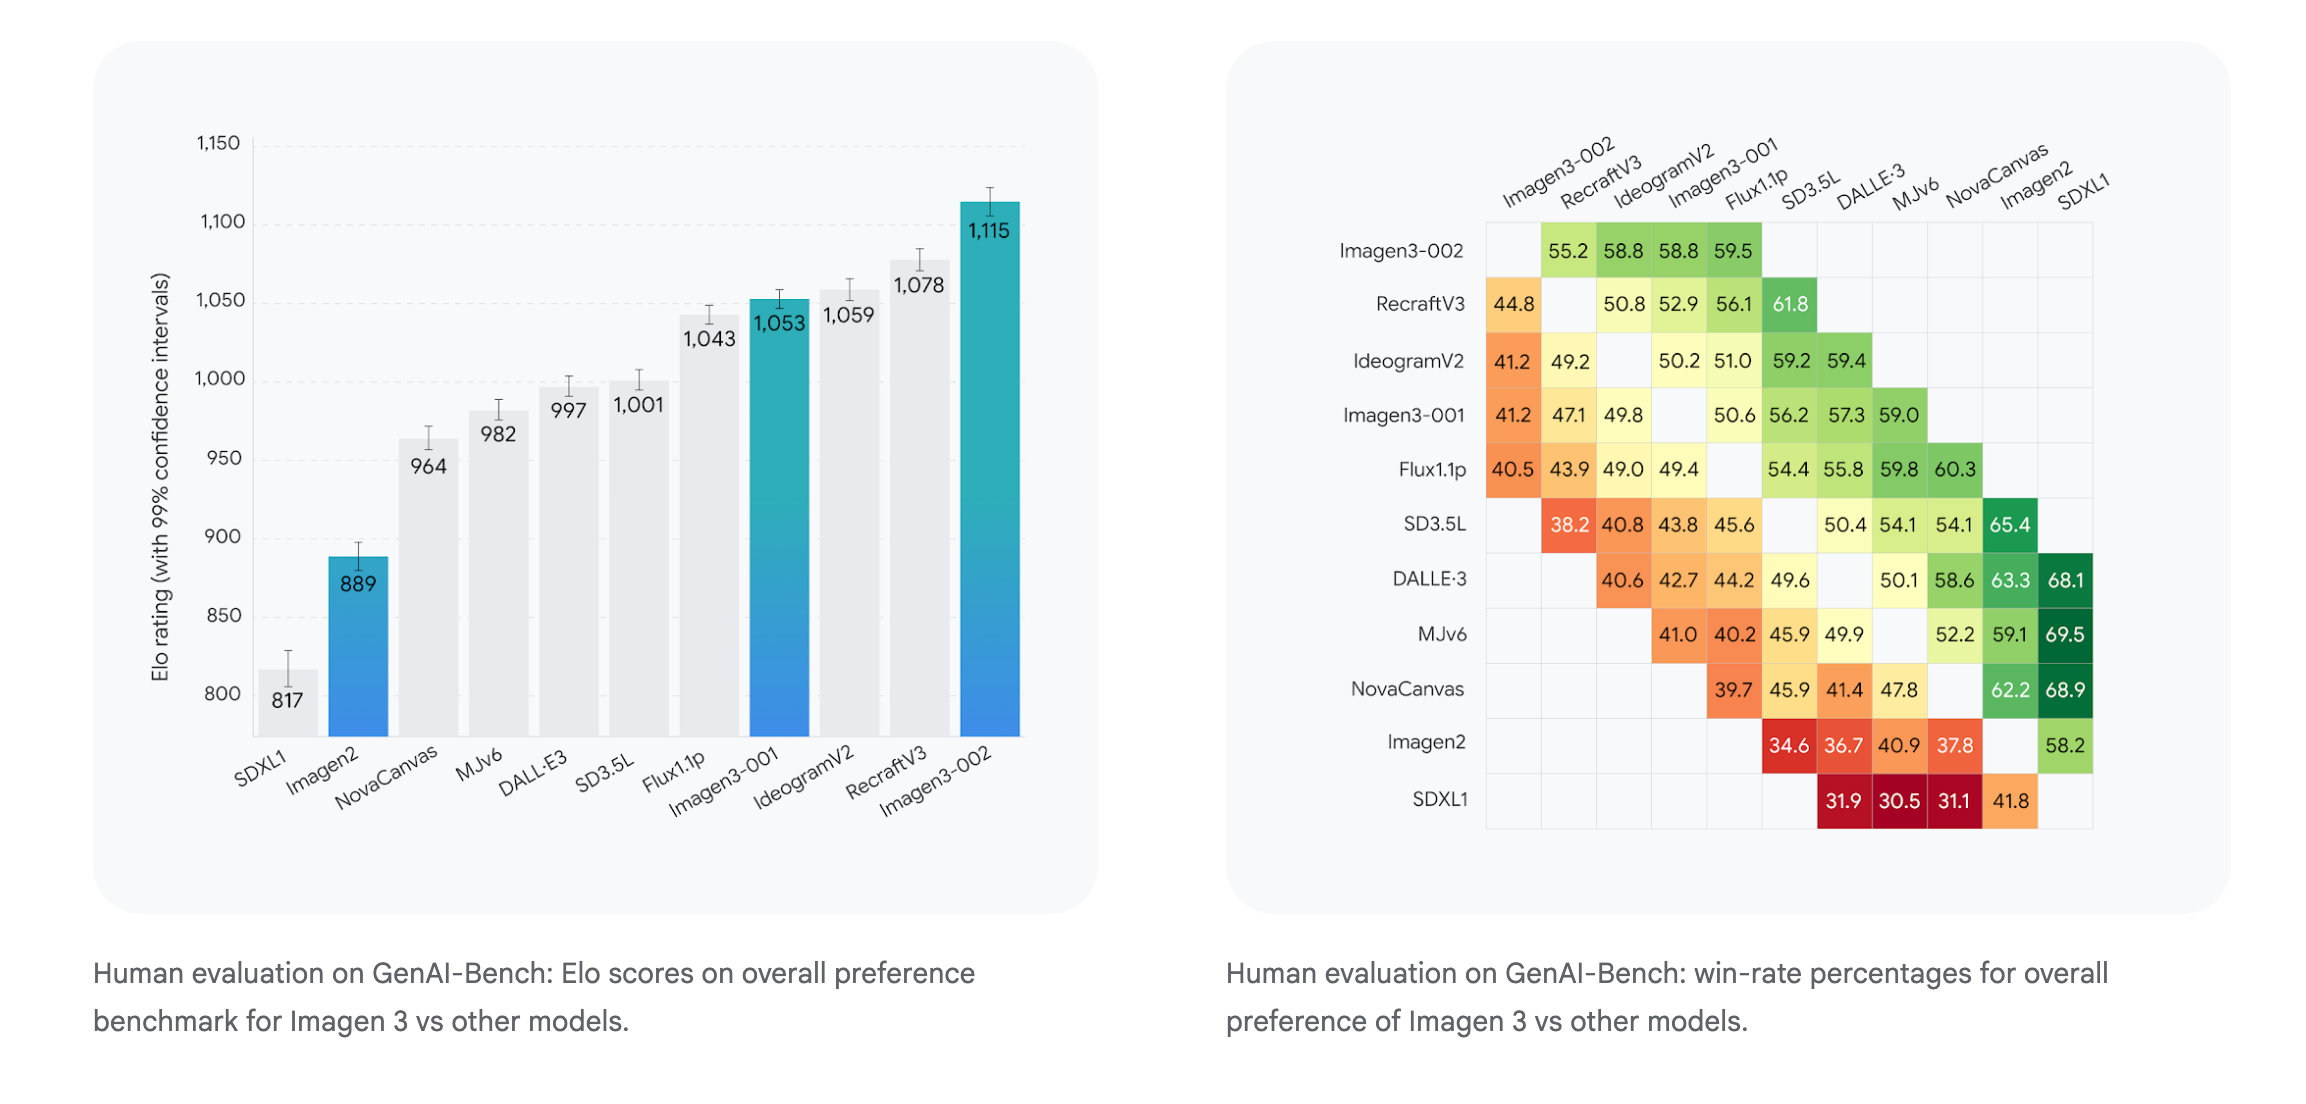 1,150
1,100
1,050
1,000
950
900
850
800
Elo rating (with 99% confidence intervals)
817
889
964
982
997
1,001
1,043
1,053
1,059
1,078
1,115
SDXL1
Imagen2
NovaCanvas
MJv6
DALL·E3
SD3.5L
Flux1.1p
Imagen3-001
IdeogramV2
RecraftV3
Imagen3-002
Human evaluation on GenAI-Bench: Elo scores on overall preference
benchmark for Imagen 3 vs other models.
Imagen3-002 RecraftV3 IdeogramV2 Imagen3-001 Flux1.1p SD3.5L DALLE·3 MJv6 NovaCanvas Imagen2 SDXL1
Imagen3-002 55.2 58.8 58.8 59.5
RecraftV3 44.8 50.8 52.9 56.1 61.8
IdeogramV2 41.2 49.2 50.2 51.0 59.2 59.4
Imagen3-001 41.2 47.1 49.8 50.6 56.2 57.3 59.0
Flux1.1p 40.5 43.9 49.0 49.4 54.4 55.8 59.8 60.3
SD3.5L 38.2 40.8 43.8 45.6 50.4 54.1 54.1 65.4
DALLE·3 40.6 42.7 44.2 49.6 50.1 58.6 63.3 68.1
MJv6 41.0 40.2 45.9 49.9 52.2 59.1 69.5
NovaCanvas 39.7 45.9 41.4 47.8 62.2 68.9
Imagen2 34.6 36.7 40.9 37.8 58.2
SDXL1 31.9 30.5 31.1 41.8
Human evaluation on GenAI-Bench: win-rate percentages for overall
preference of Imagen 3 vs other models.